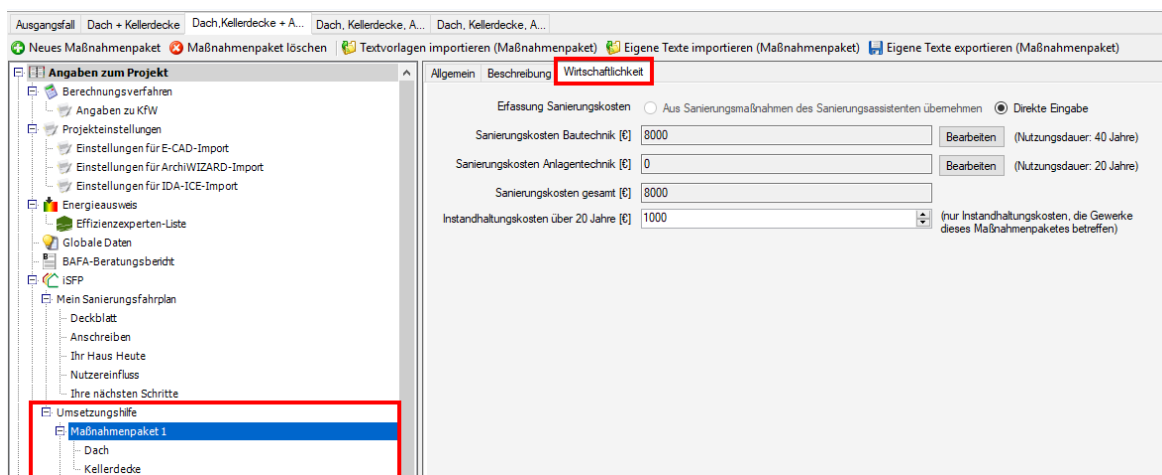 Ausgangsfall Dach + Kellerdecke Dach,Kellerdecke + A... Dach, Kellerdecke, A... Dach, Kellerdecke, A...
Neues Maßnahmenpaket Maßnahmenpaket löschen Textvorlagen importieren (Maßnahmenpaket) Eigene Texte importieren (Maßnahmenpaket) Eigene Texte exportieren (Maßnahmenpaket)
Angaben zum Projekt
Berechnungsverfahren
Angaben zu KfW
Projekteinstellungen
Einstellungen für E-CAD-Import
Einstellungen für ArchiWIZARD-Import
Einstellungen für IDA-ICE-Import
Energieausweis
Effizienzexperten-Liste
Globale Daten
BAFA-Beratungsbericht
iSFP
Mein Sanierungsfahrplan
Deckblatt
Anschreiben
Ihr Haus Heute
Nutzereinfluss
Ihre nächsten Schritte
Umsetzungshilfe
Maßnahmenpaket 1
Dach
Kellerdecke
Allgemein Beschreibung Wirtschaftlichkeit
Erfassung Sanierungskosten Aus Sanierungsmaßnahmen des Sanierungsassistenten übernehmen Direkte Eingabe
Sanierungskosten Bautechnik [€] 8000 Bearbeiten (Nutzungsdauer: 40 Jahre)
Sanierungskosten Anlagentechnik [€] 0 Bearbeiten (Nutzungsdauer: 20 Jahre)
Sanierungskosten gesamt [€] 8000
Instandhaltungskosten über 20 Jahre [€] 1000 (nur Instandhaltungskosten, die Gewerke
dieses Maßnahmenpaketes betreffen)